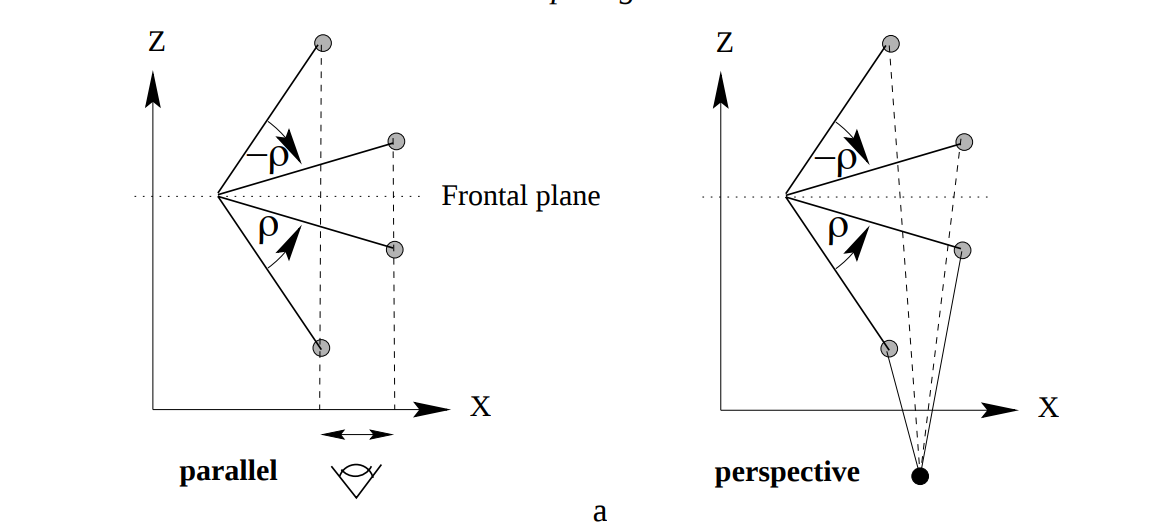 Z
−ρ
Frontal plane
ρ
X
parallel
Z
−ρ
ρ
X
perspective
a